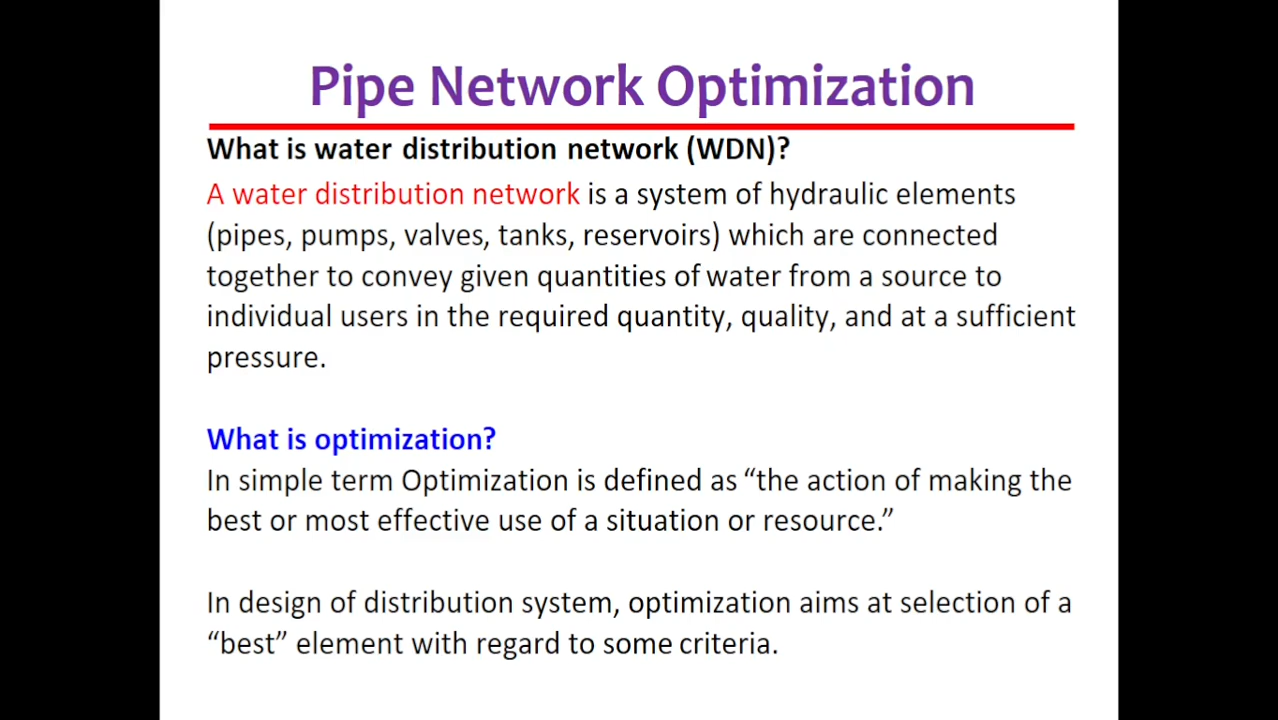 Pipe Network Optimization
What is water distribution network (WDN)?
A water distribution network is a system of hydraulic elements
(pipes, pumps, valves, tanks, reservoirs) which are connected
together to convey given quantities of water from a source to
individual users in the required quantity, quality, and at a sufficient
pressure.
What is optimization?
In simple term Optimization is defined as “the action of making the
best or most effective use of a situation or resource.”
In design of distribution system, optimization aims at selection of a
“best” element with regard to some criteria.